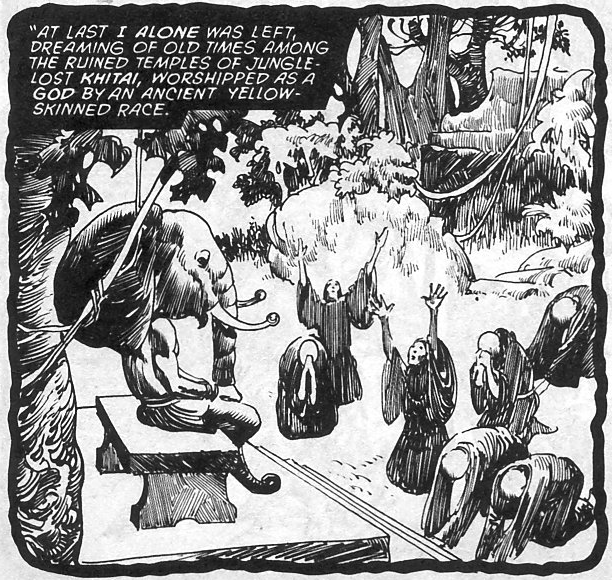 "AT LAST I ALONE WAS LEFT,
DREAMING OF OLD TIMES AMONG
THE RUINED TEMPLES OF JUNGLE-
LOST KHITAI, WORSHIPPED AS A
GOD BY AN ANCIENT YELLOW-
SKINNED RACE.